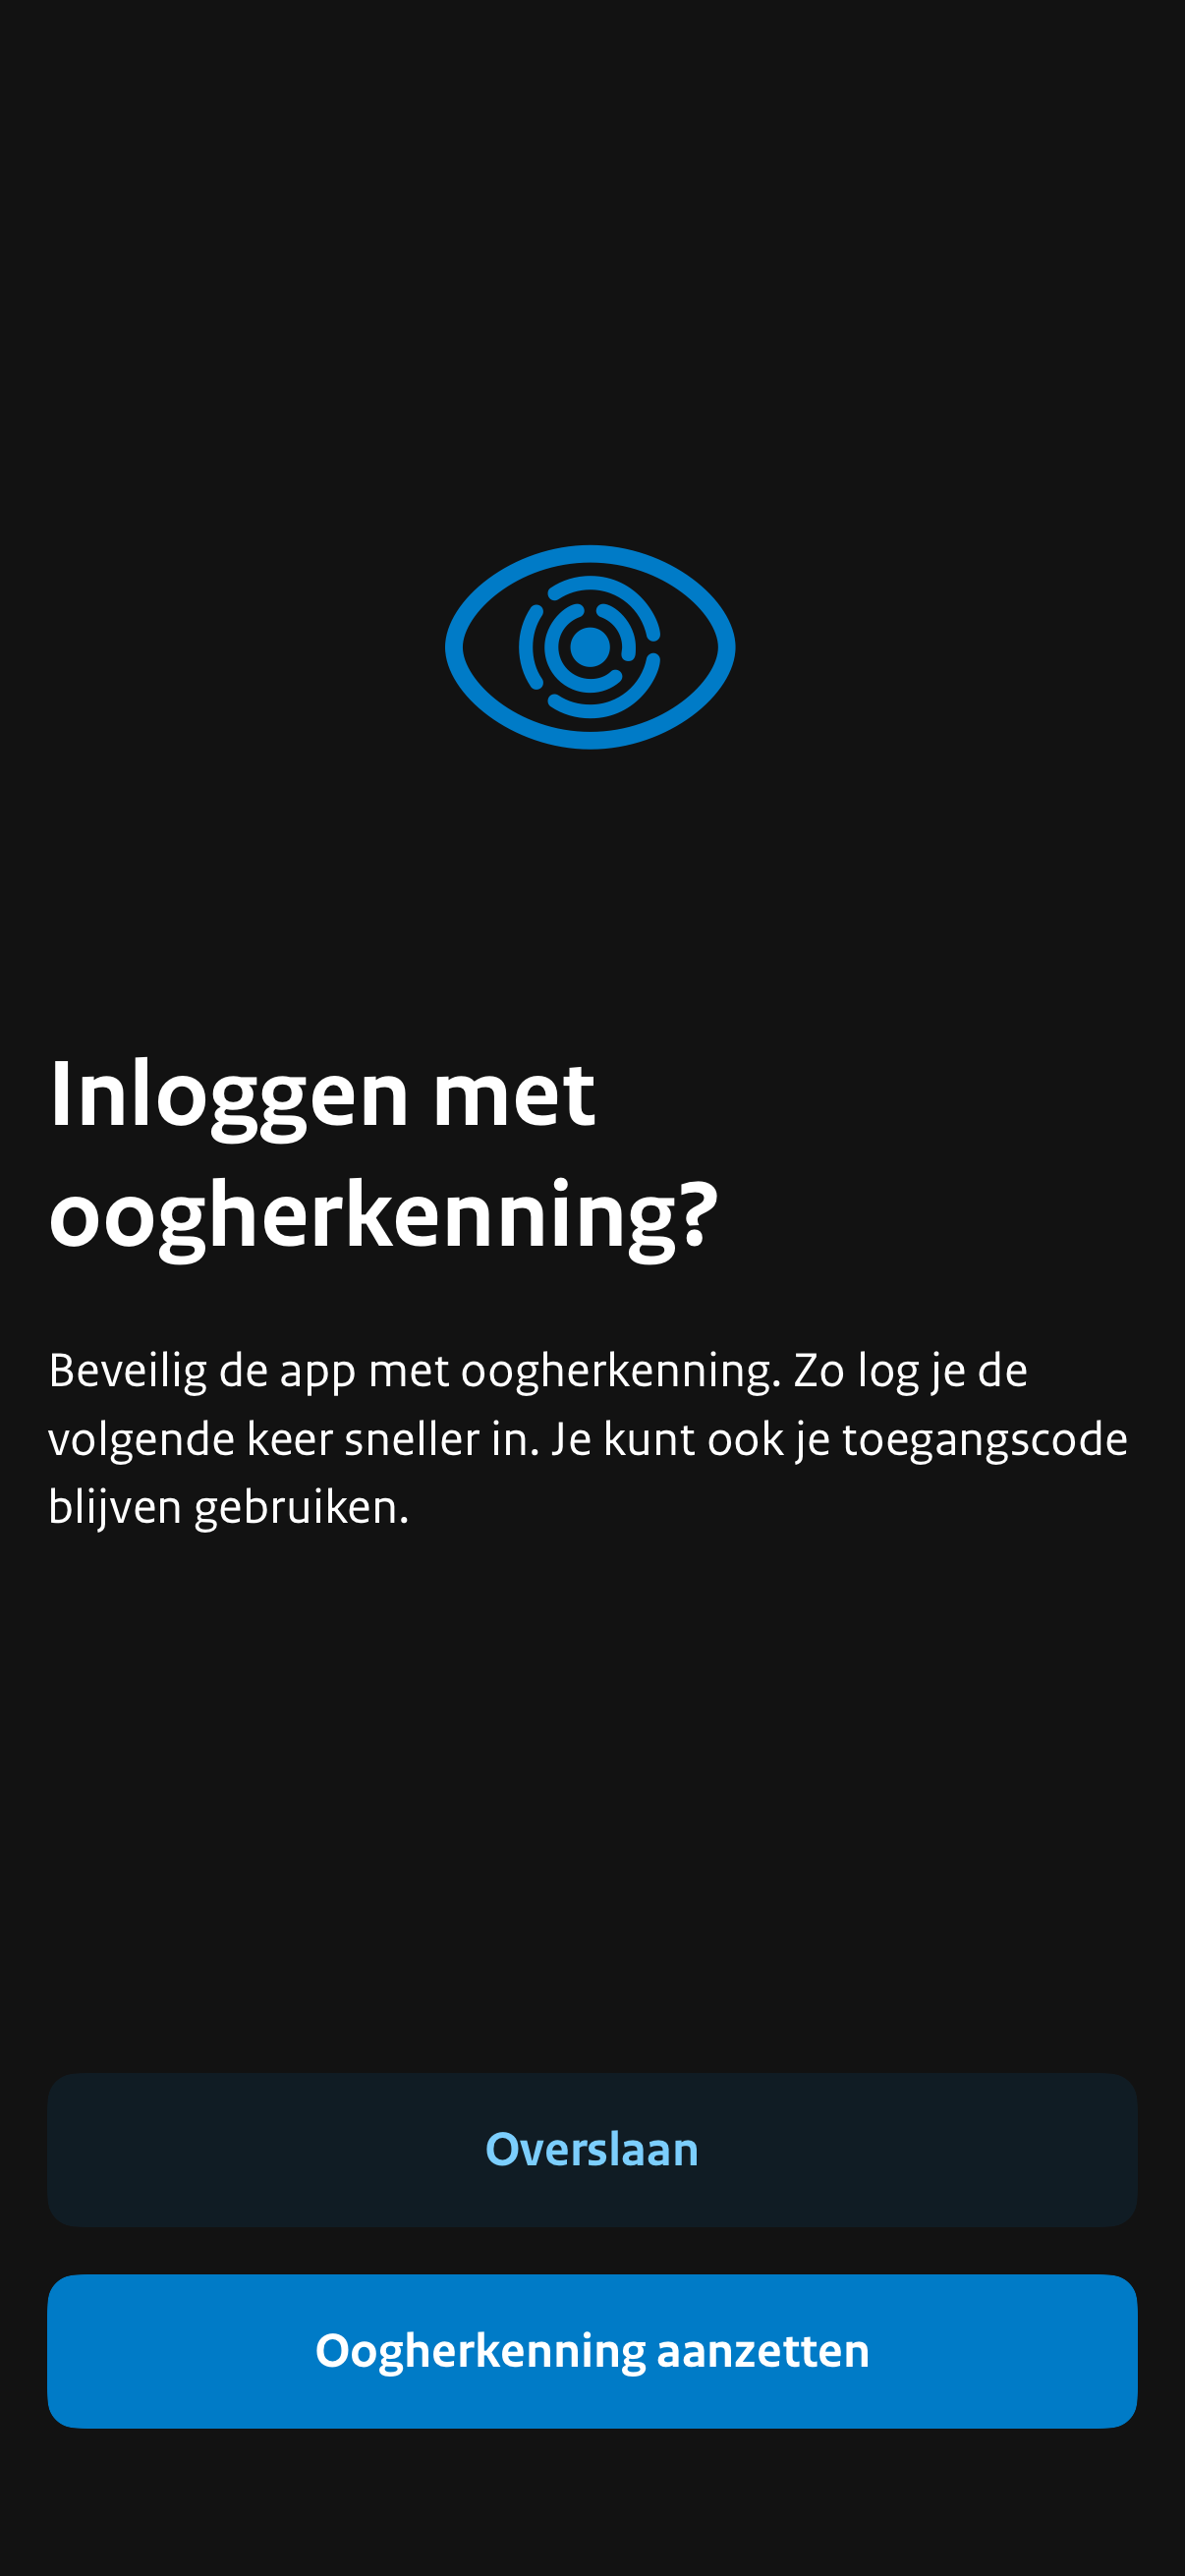 Inloggen met
oogherkenning?
Beveilig de app met oogherkenning. Zo log je de
volgende keer sneller in. Je kunt ook je toegangscode
blijven gebruiken.
Overslaan
Oogherkenning aanzetten